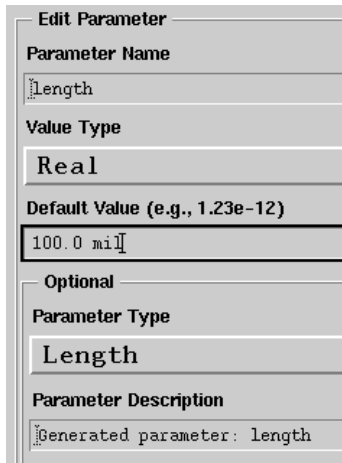 Edit Parameter
Parameter Name
length
Value Type
Real
Default Value (e.g., 1.23e-12)
100.0 mil
Optional
Parameter Type
Length
Parameter Description
Generated parameter: length